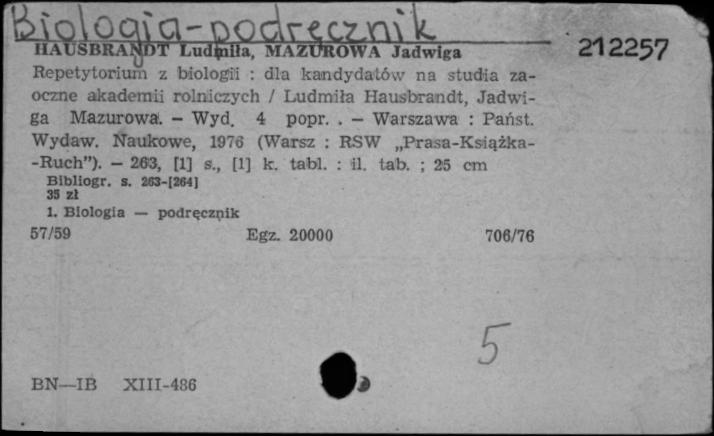 Biologia-podręcznik
212257
HAUSBRANDT Ludmiła, MAZUROWA Jadwiga
Repetytorium z biologii : dla kandydatów na studia za-
oczne akademii rolniczych / Ludmiła Hausbrandt, Jadwi-
ga Mazurowa. — Wyd. 4 popr. . — Warszawa : Państ.
Wydaw. Naukowe, 1976 (Warsz : RSW „Prasa-Książka-
-Ruch”). — 263, [1] s., [1] k. tabl. : il. tab. ; 25 cm
Bibliogr. s. 263-[264]
35 zł
1. Biologia — podręcznik
57/59 Egz. 20000 706/76
5
BN—IB XIII-486